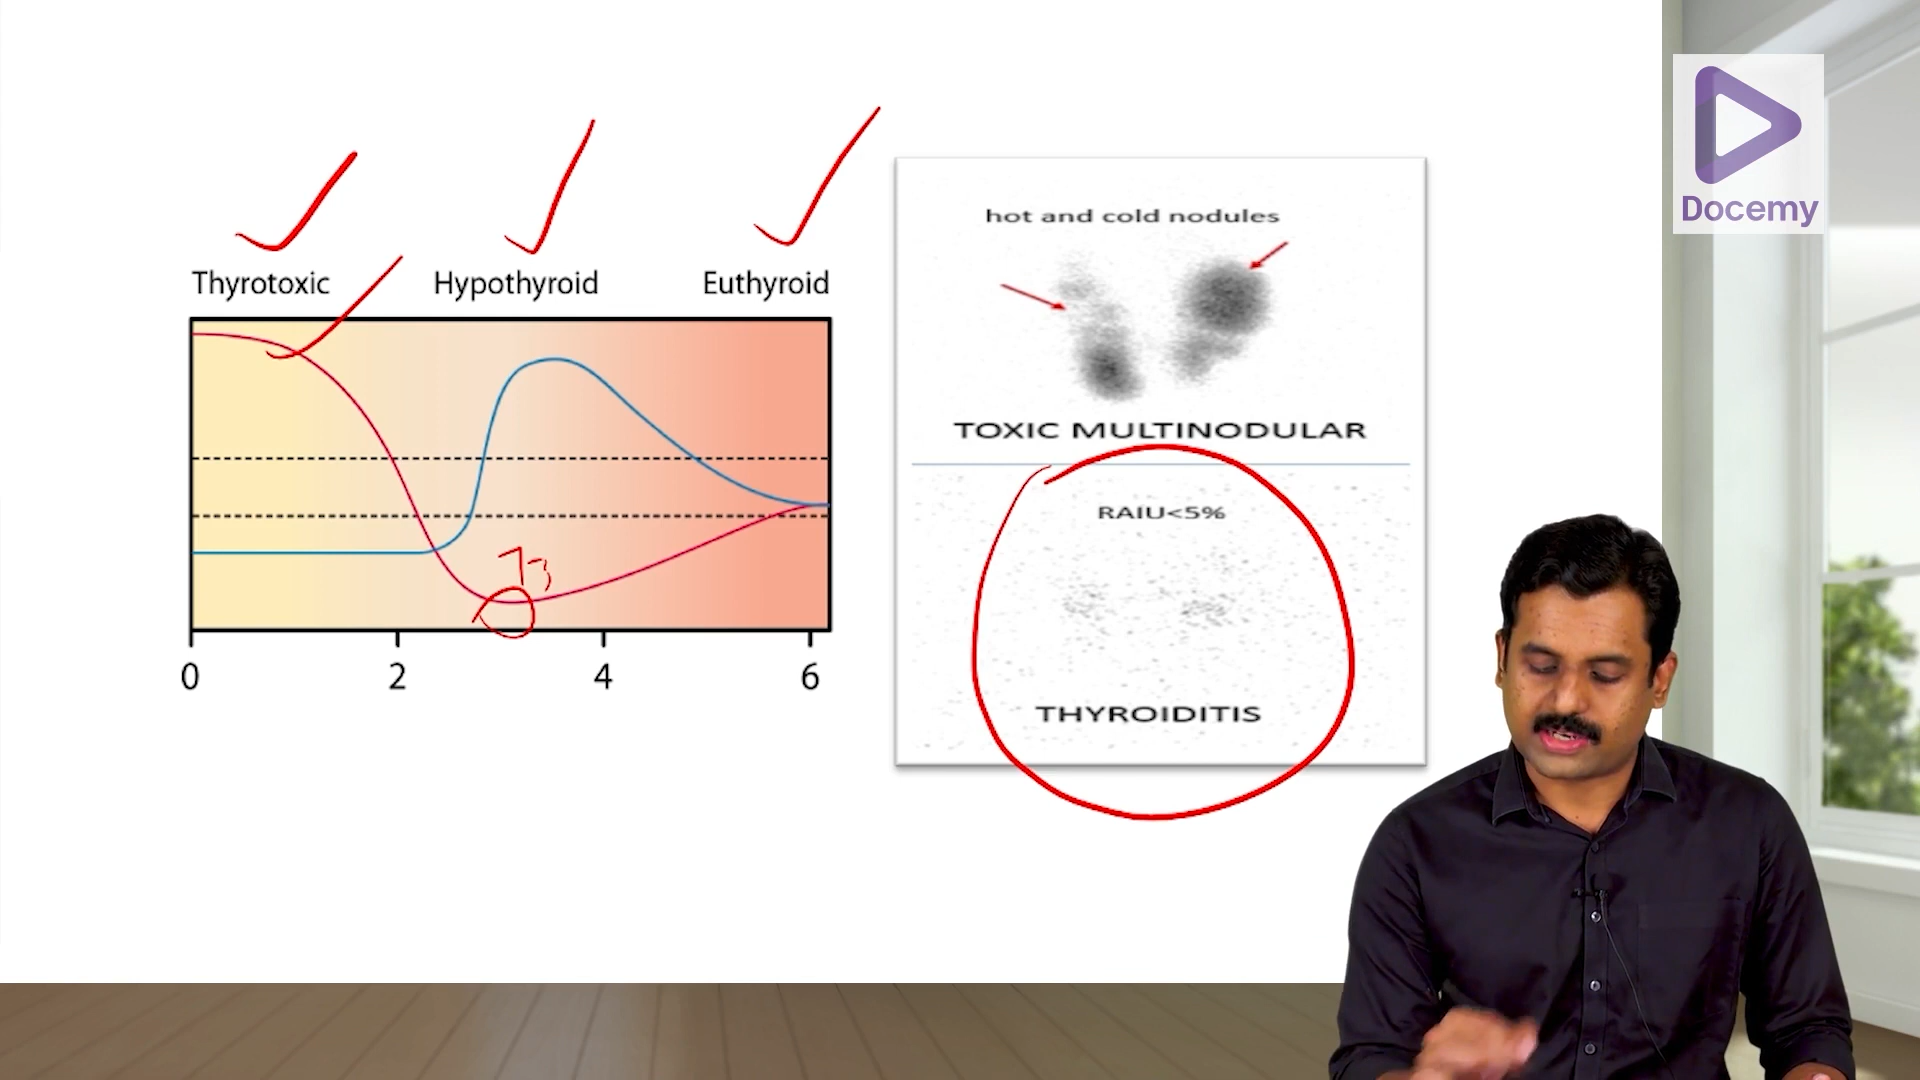 Docemy
Thyrotoxic Hypothyroid Euthyroid
T3
0 2 4 6
hot and cold nodules
TOXIC MULTINODULAR
RAIU<5%
THYROIDITIS